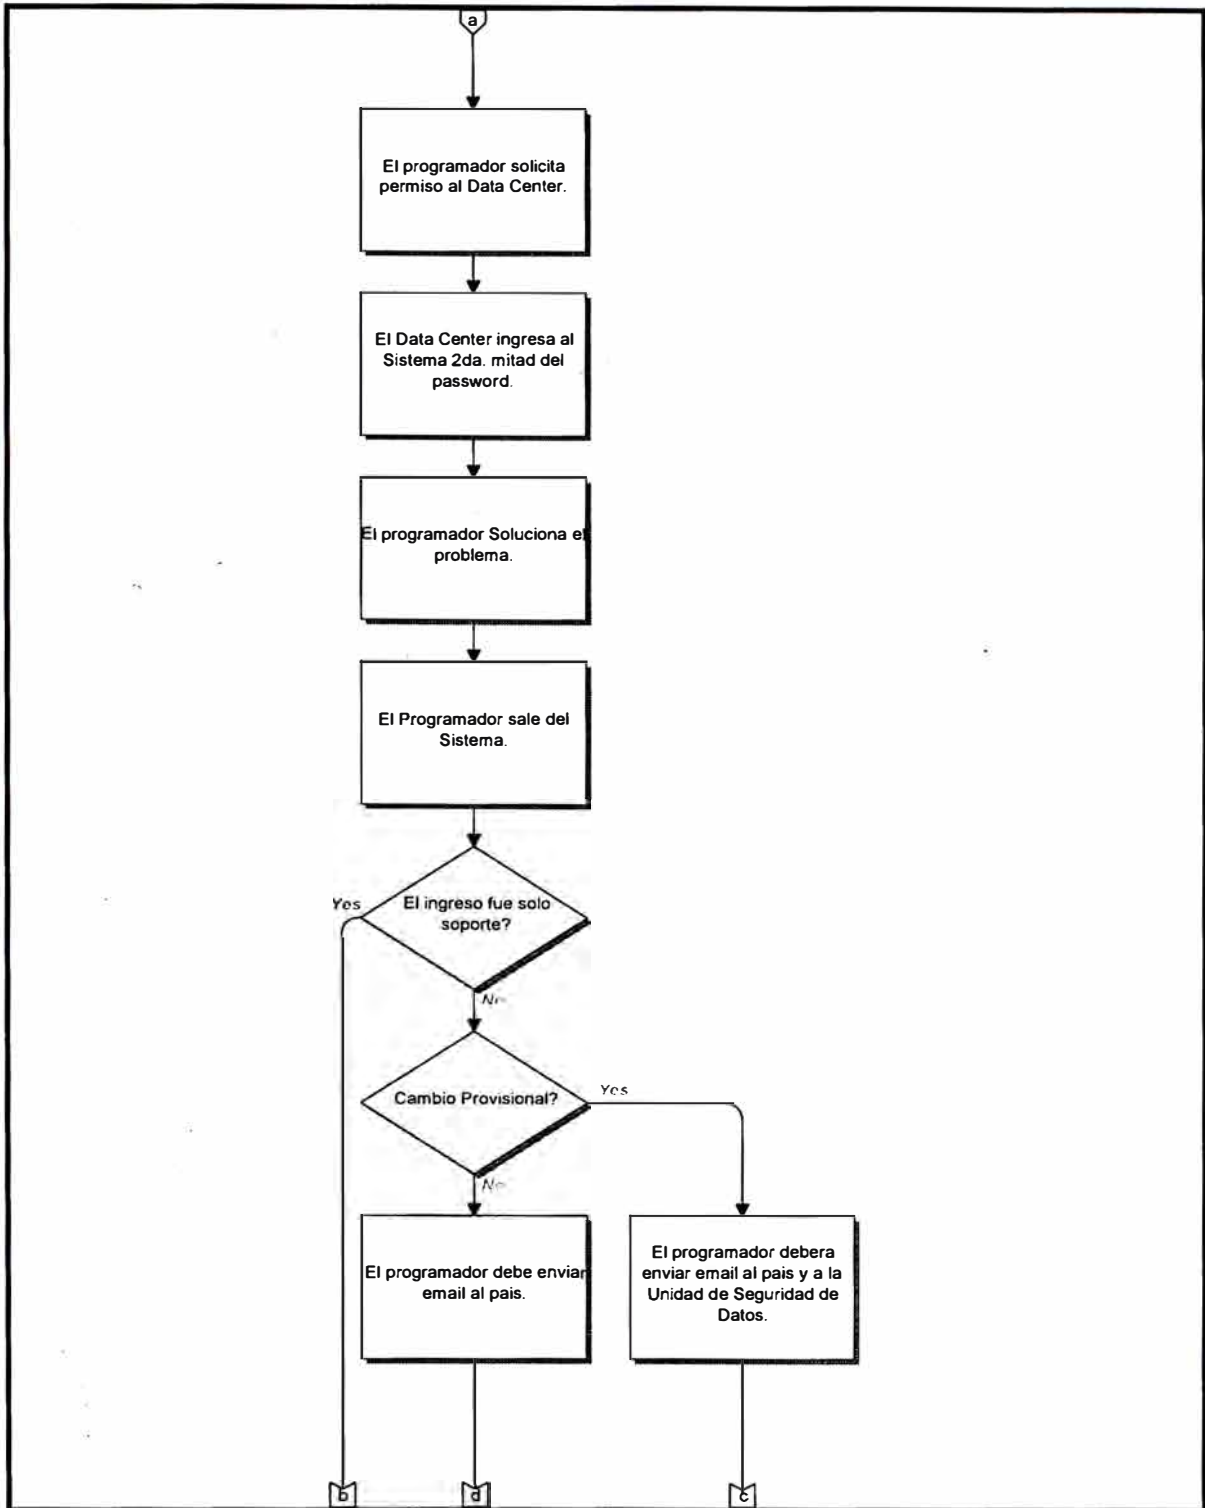 a
El programador solicita
permiso al Data Center.
El Data Center ingresa al
Sistema 2da. mitad del
password.
El programador Soluciona el
problema.
El Programador sale del
Sistema.
Yes
El ingreso fue solo
soporte?
No
Cambio Provisional?
Yes
No
El programador debe enviar
email al pais.
El programador debera
enviar email al pais y a la
Unidad de Seguridad de
Datos.
b
d
c